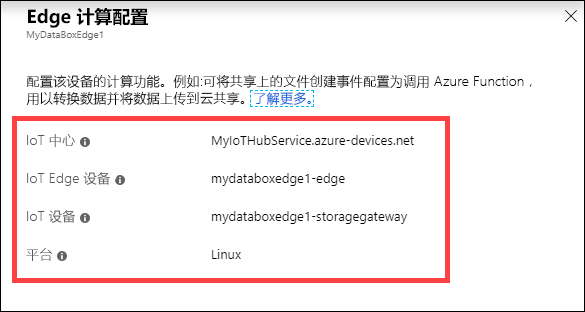 Edge 计算配置
MyDataBoxEdge1
配置该设备的计算功能。例如:可将共享上的文件创建事件配置为调用 Azure Function，
用以转换数据并将数据上传到云共享。了解更多。
IoT 中心 MyIoTHubService.azure-devices.net
IoT Edge 设备 mydataboxedge1-edge
IoT 设备 mydataboxedge1-storagegateway
平台 Linux